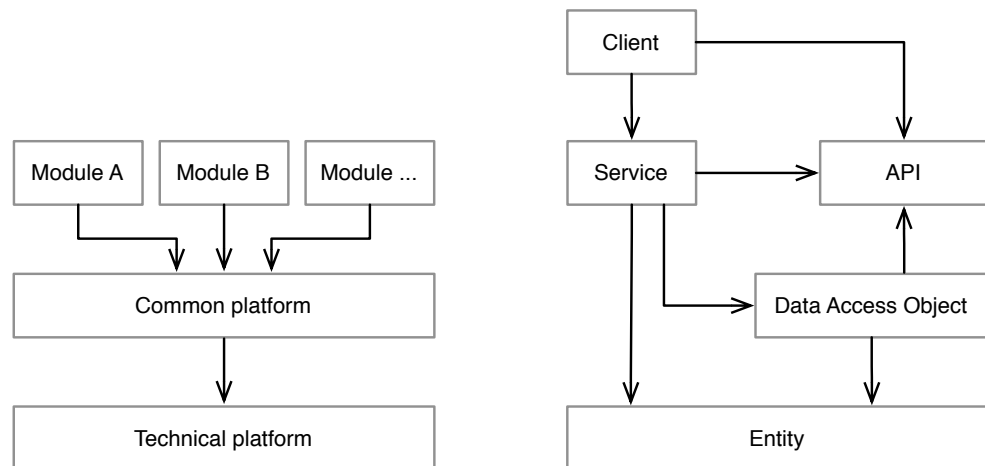 Module A
Module B
Module ...
Common platform
Technical platform
Client
Service
API
Data Access Object
Entity